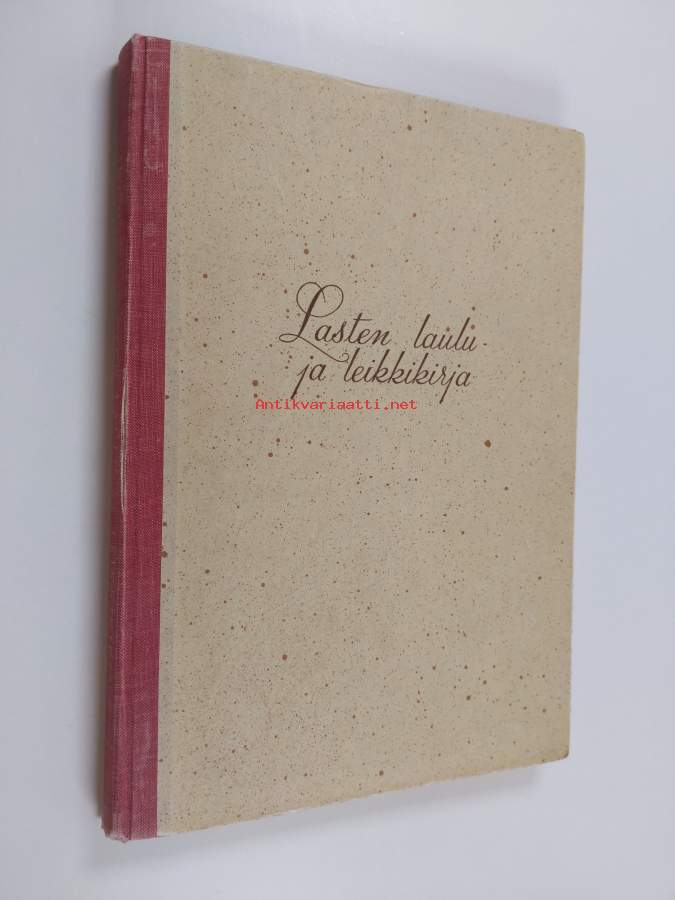 Lasten laulu-
ja leikkikirja
Antikvariaatti.net